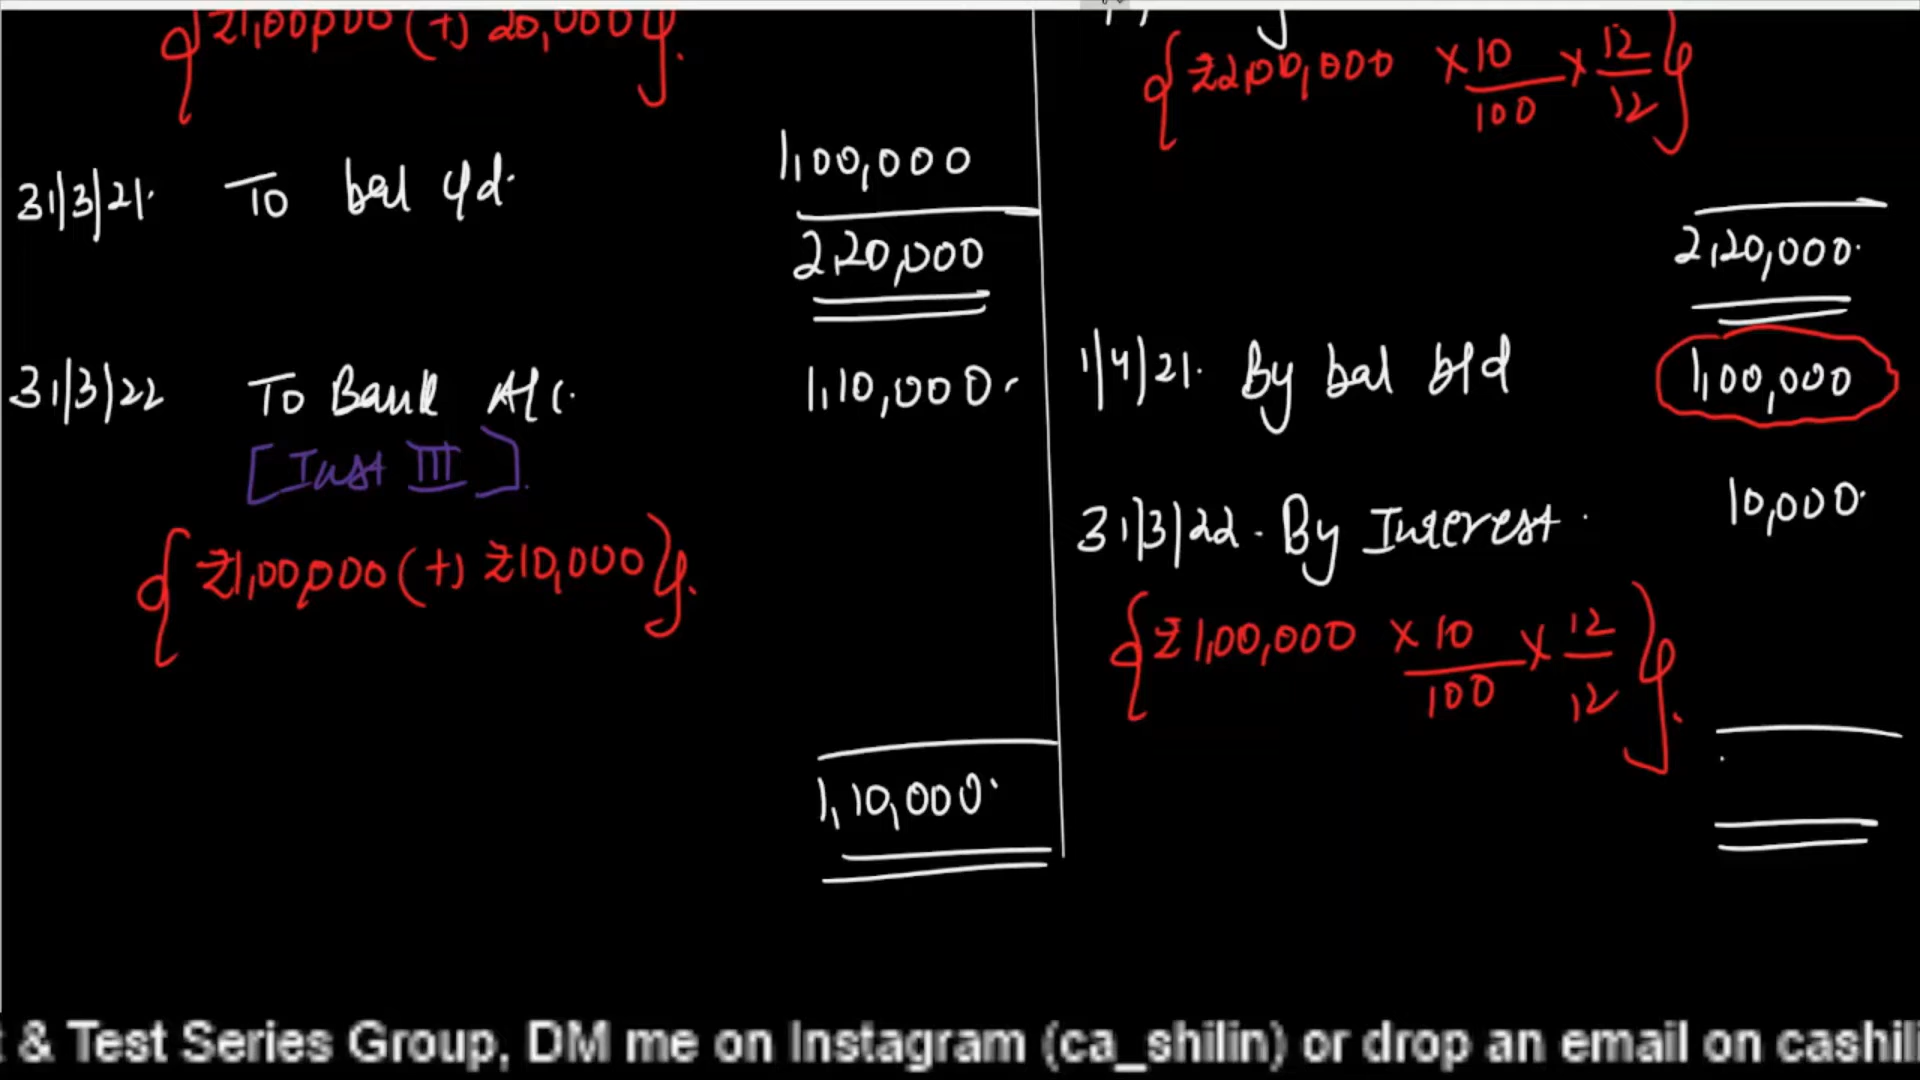 {₹1,00,000 (+) 20,000}.
{₹2,00,000 × 10/100 × 12/12}
31/3/21. To bal c/d. 1,00,000
2,20,000
2,20,000.
31/3/22 To Bank A/c. 1,10,000.
[Inst III].
{₹1,00,000 (+) ₹10,000}.
1,10,000.
1/4/21. By bal b/d 1,00,000
31/3/22. By Interest. 10,000.
{₹1,00,000 × 10/100 × 12/12}.
& Test Series Group, DM me on Instagram (ca_shilin) or drop an email on cashili